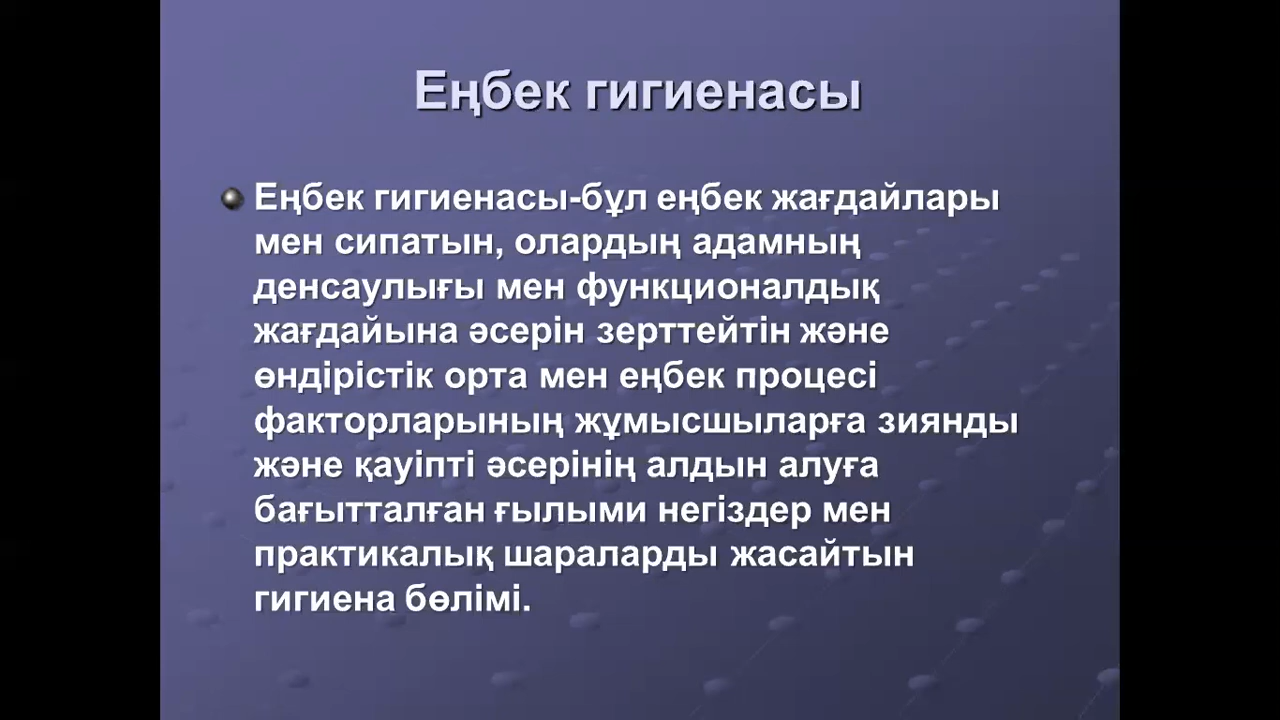 Еңбек гигиенасы
Еңбек гигиенасы-бұл еңбек жағдайлары
мен сипатын, олардың адамның
денсаулығы мен функционалдық
жағдайына әсерін зерттейтін және
өндірістік орта мен еңбек процесі
факторларының жұмысшыларға зиянды
және қауіпті әсерінің алдын алуға
бағытталған ғылыми негіздер мен
практикалық шараларды жасайтын
гигиена бөлімі.